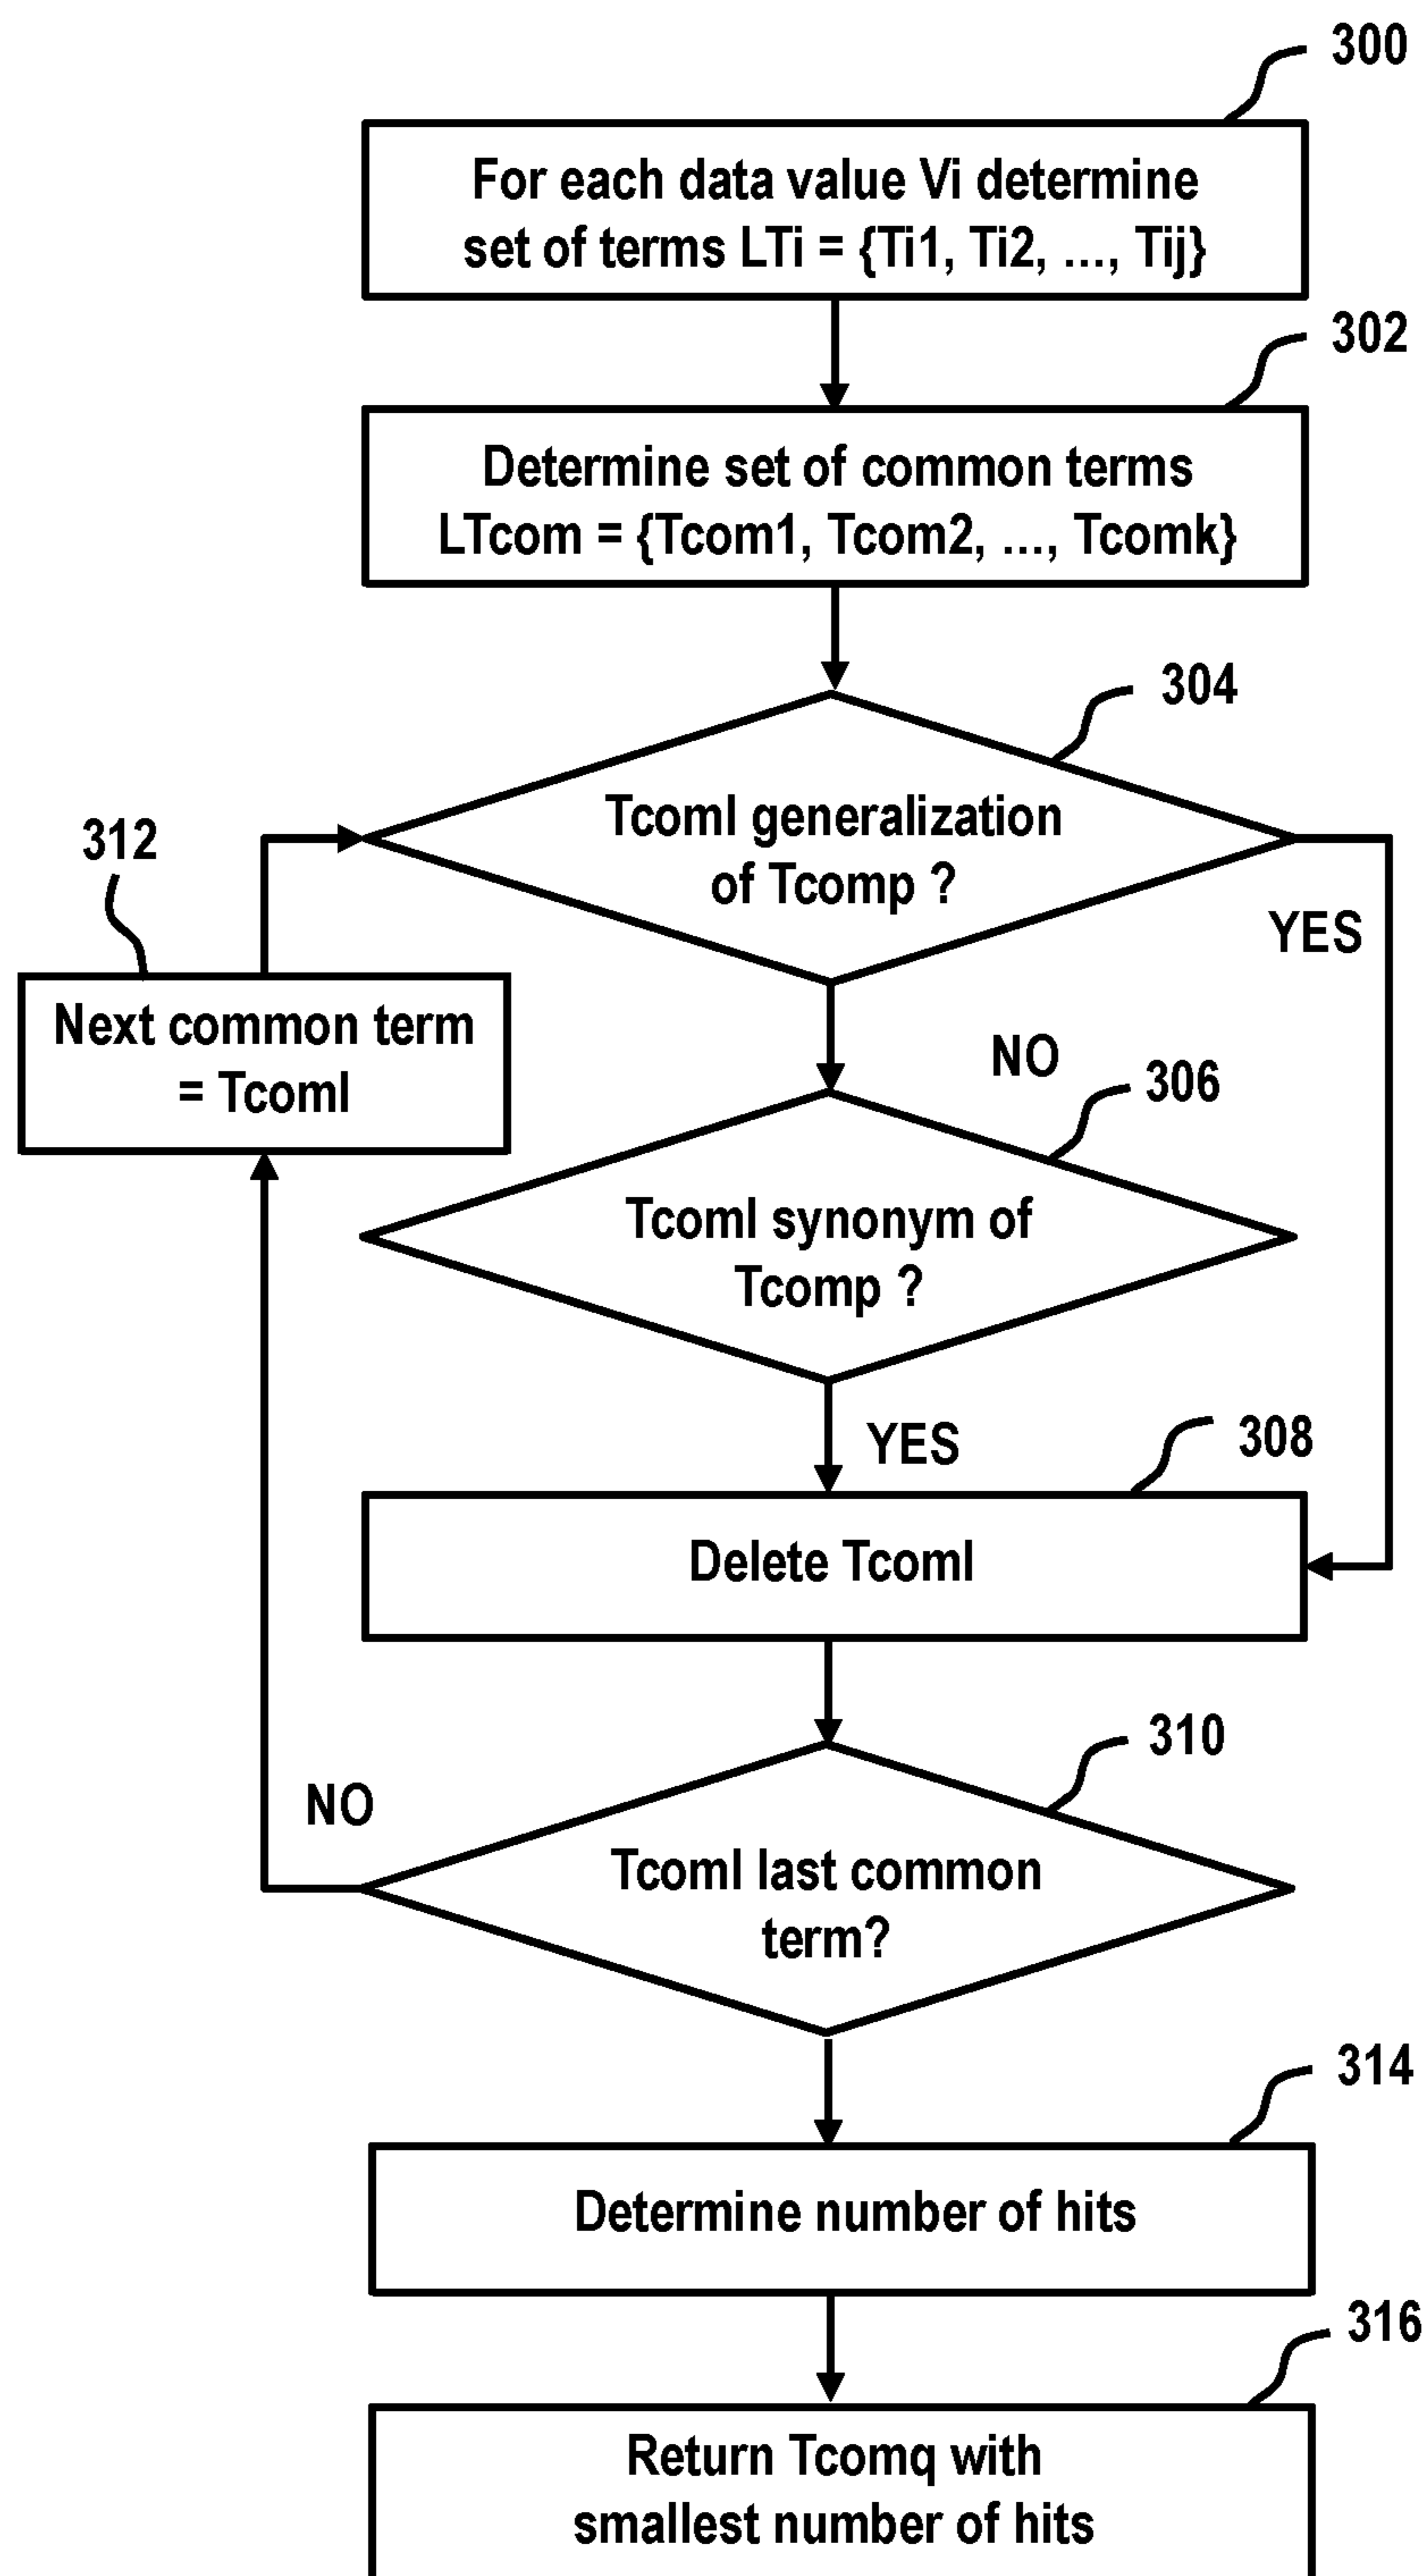 300
For each data value Vi determine
set of terms LTi = {Ti1, Ti2, ..., Tij}
302
Determine set of common terms
LTcom = {Tcom1, Tcom2, ..., Tcomk}
304
Tcoml generalization
of Tcomp ?
YES
312
Next common term
= Tcoml
NO
306
Tcoml synonym of
Tcomp ?
YES
308
Delete Tcoml
310
NO
Tcoml last common
term?
314
Determine number of hits
316
Return Tcomq with
smallest number of hits